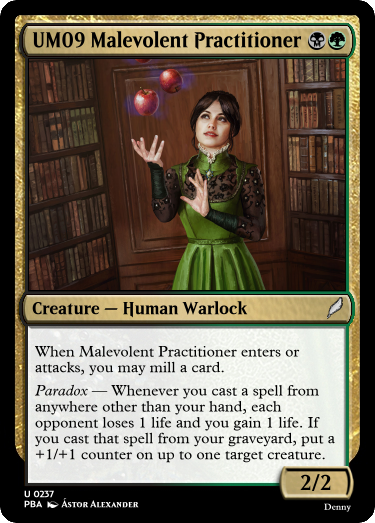 UM09 Malevolent Practitioner
Creature — Human Warlock
When Malevolent Practitioner enters or
attacks, you may mill a card.
Paradox — Whenever you cast a spell from
anywhere other than your hand, each
opponent loses 1 life and you gain 1 life. If
you cast that spell from your graveyard, put a
+1/+1 counter on up to one target creature.
2/2
U 0237
PBA Ástor Alexander
Denny